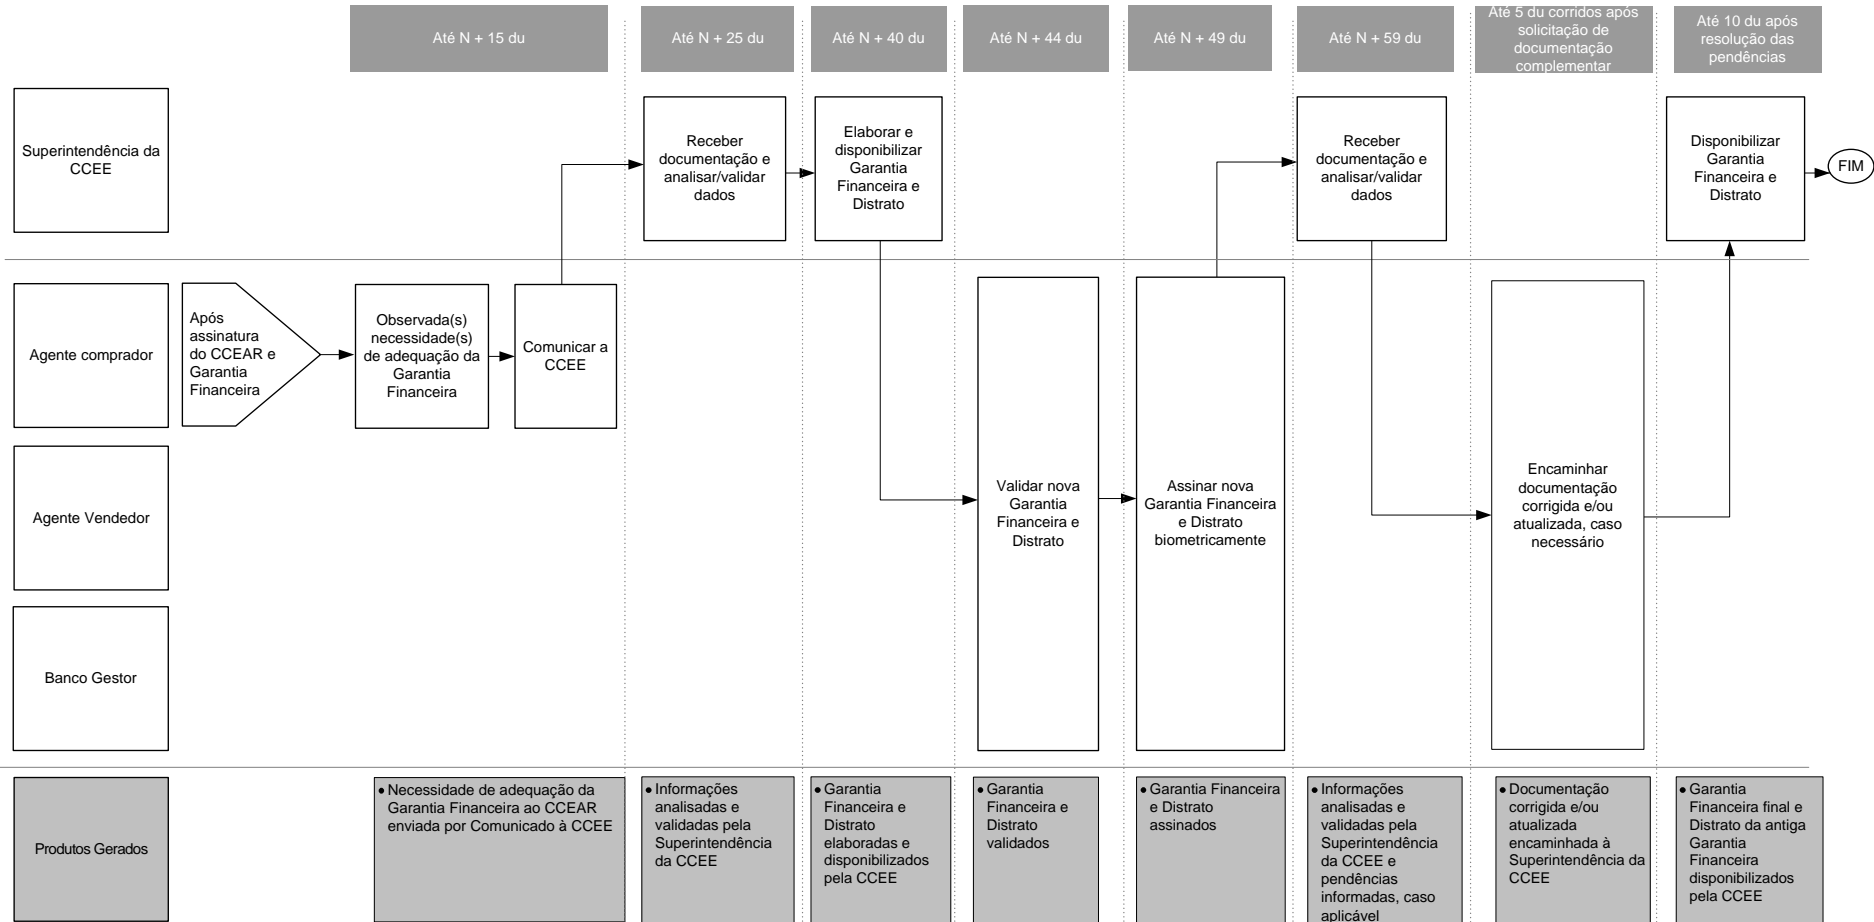 Até N + 15 du
Até N + 25 du
Até N + 40 du
Até N + 44 du
Até N + 49 du
Até N + 59 du
Até 5 du corridos após
solicitação de
documentação
complementar
Até 10 du após
resolução das
pendências
Superintendência da
CCEE
Receber
documentação e
analisar/validar
dados
Elaborar e
disponibilizar
Garantia
Financeira e
Distrato
Receber
documentação e
analisar/validar
dados
Disponibilizar
Garantia
Financeira e
Distrato
FIM
Agente comprador
Após
assinatura
do CCEAR e
Garantia
Financeira
Observada(s)
necessidade(s)
de adequação da
Garantia
Financeira
Comunicar a
CCEE
Agente Vendedor
Validar nova
Garantia
Financeira e
Distrato
Assinar nova
Garantia Financeira
e Distrato
biometricamente
Encaminhar
documentação
corrigida e/ou
atualizada, caso
necessário
Banco Gestor
Produtos Gerados
• Necessidade de adequação da
Garantia Financeira ao CCEAR
enviada por Comunicado à CCEE
• Informações
analisadas e
validadas pela
Superintendência
da CCEE
• Garantia
Financeira e
Distrato
elaboradas e
disponibilizados
pela CCEE
• Garantia
Financeira e
Distrato
validados
• Garantia Financeira
e Distrato
assinados
• Informações
analisadas e
validadas pela
Superintendência
da CCEE e
pendências
informadas, caso
aplicável
• Documentação
corrigida e/ou
atualizada
encaminhada à
Superintendência da
CCEE
• Garantia
Financeira final e
Distrato da antiga
Garantia
Financeira
disponibilizados
pela CCEE